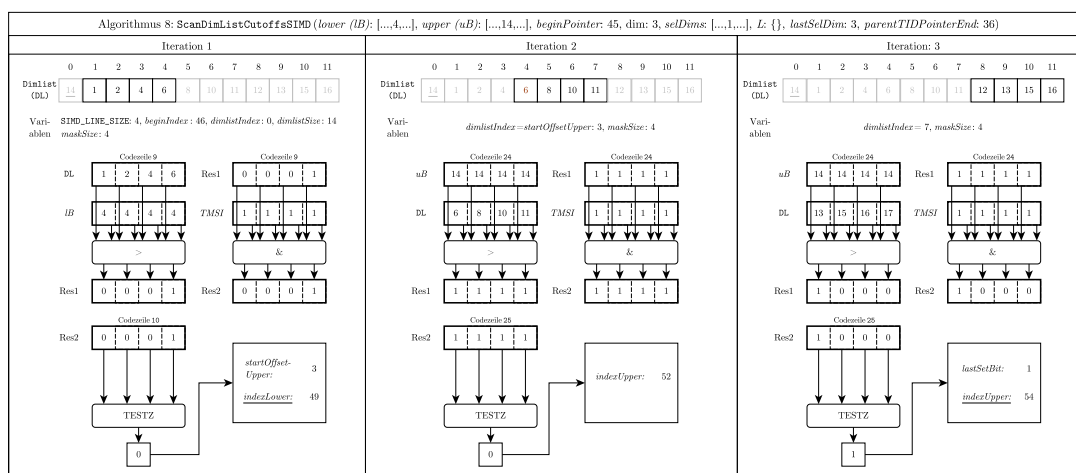 Algorithmus 8: ScanDimListCutoffsSIMD (lower (lB): [...,4,...], upper (uB): [...,14,...], beginPointer: 45, dim: 3, selDims: [...,1,...], L: {}, lastSelDim: 3, parentTIDPointerEnd: 36)
Iteration 1
0 1 2 3 4 5 6 7 8 9 10 11
Dimlist (DL) 14 1 2 4 6 8 10 11 12 13 15 16
Vari-ablen SIMD_LINE_SIZE: 4, beginIndex: 46, dimlistIndex: 0, dimlistSize: 14
maskSize: 4
Codezeile 9 Codezeile 9
DL 1 2 4 6 Res1 0 0 0 1
lB 4 4 4 4 TMSI 1 1 1 1
> &
Res1 0 0 0 1 Res2 0 0 0 1
Codezeile 10
Res2 0 0 0 1
startOffset-
Upper: 3
indexLower: 49
TESTZ
0
Iteration 2
0 1 2 3 4 5 6 7 8 9 10 11
Dimlist (DL) 14 1 2 4 6 8 10 11 12 13 15 16
Vari-ablen dimlistIndex=startOffsetUpper: 3, maskSize: 4
Codezeile 24 Codezeile 24
uB 14 14 14 14 Res1 1 1 1 1
DL 6 8 10 11 TMSI 1 1 1 1
> &
Res1 1 1 1 1 Res2 1 1 1 1
Codezeile 25
Res2 1 1 1 1
indexUpper: 52
TESTZ
0
Iteration: 3
0 1 2 3 4 5 6 7 8 9 10 11
Dimlist (DL) 14 1 2 4 6 8 10 11 12 13 15 16
Vari-ablen dimlistIndex= 7, maskSize: 4
Codezeile 24 Codezeile 24
uB 14 14 14 14 Res1 1 1 1 1
DL 13 15 16 17 TMSI 1 1 1 1
> &
Res1 1 0 0 0 Res2 1 1 0 0
Codezeile 25
Res2 1 0 0 0
lastSetBit: 1
indexUpper: 54
TESTZ
1